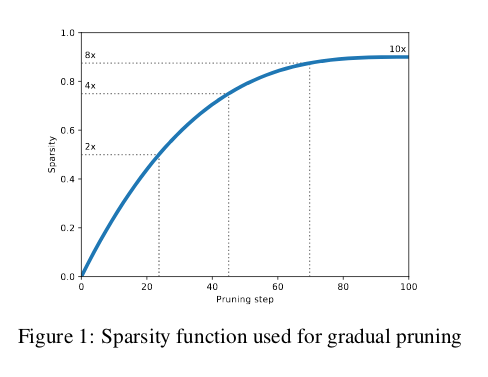 1.0
8x
10x
0.8
4x
0.6
2x
Sparsity
0.4
0.2
0.0
0 20 40 60 80 100
Pruning step
Figure 1: Sparsity function used for gradual pruning